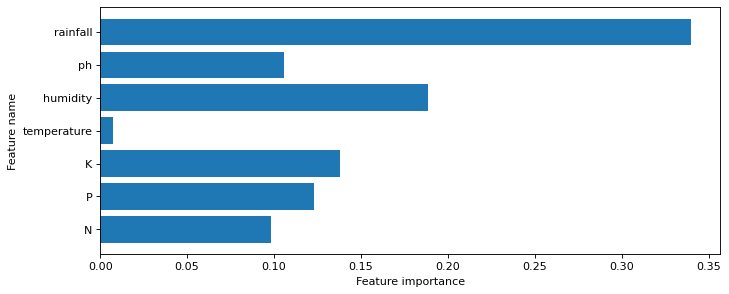 Feature name
rainfall
ph
humidity
temperature
K
P
N
0.00 0.05 0.10 0.15 0.20 0.25 0.30 0.35
Feature importance